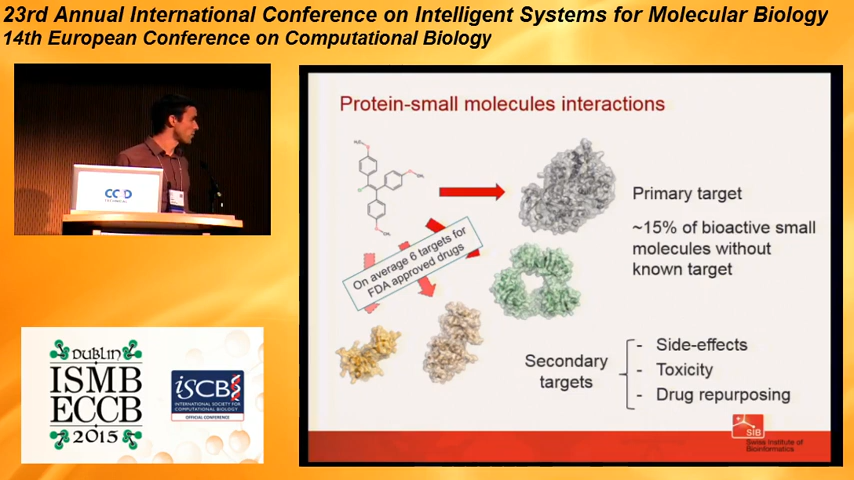 23rd Annual International Conference on Intelligent Systems for Molecular Biology
14th European Conference on Computational Biology
Protein-small molecules interactions
Primary target
~15% of bioactive small
molecules without
known target
On average 6 targets for
FDA approved drugs
Secondary
targets
- Side-effects
- Toxicity
- Drug repurposing
SIB
Swiss Institute of
Bioinformatics
DUBLIN
ISMB
ECCB
2015
ISCB
INTERNATIONAL SOCIETY FOR
COMPUTATIONAL BIOLOGY
OFFICIAL CONFERENCE